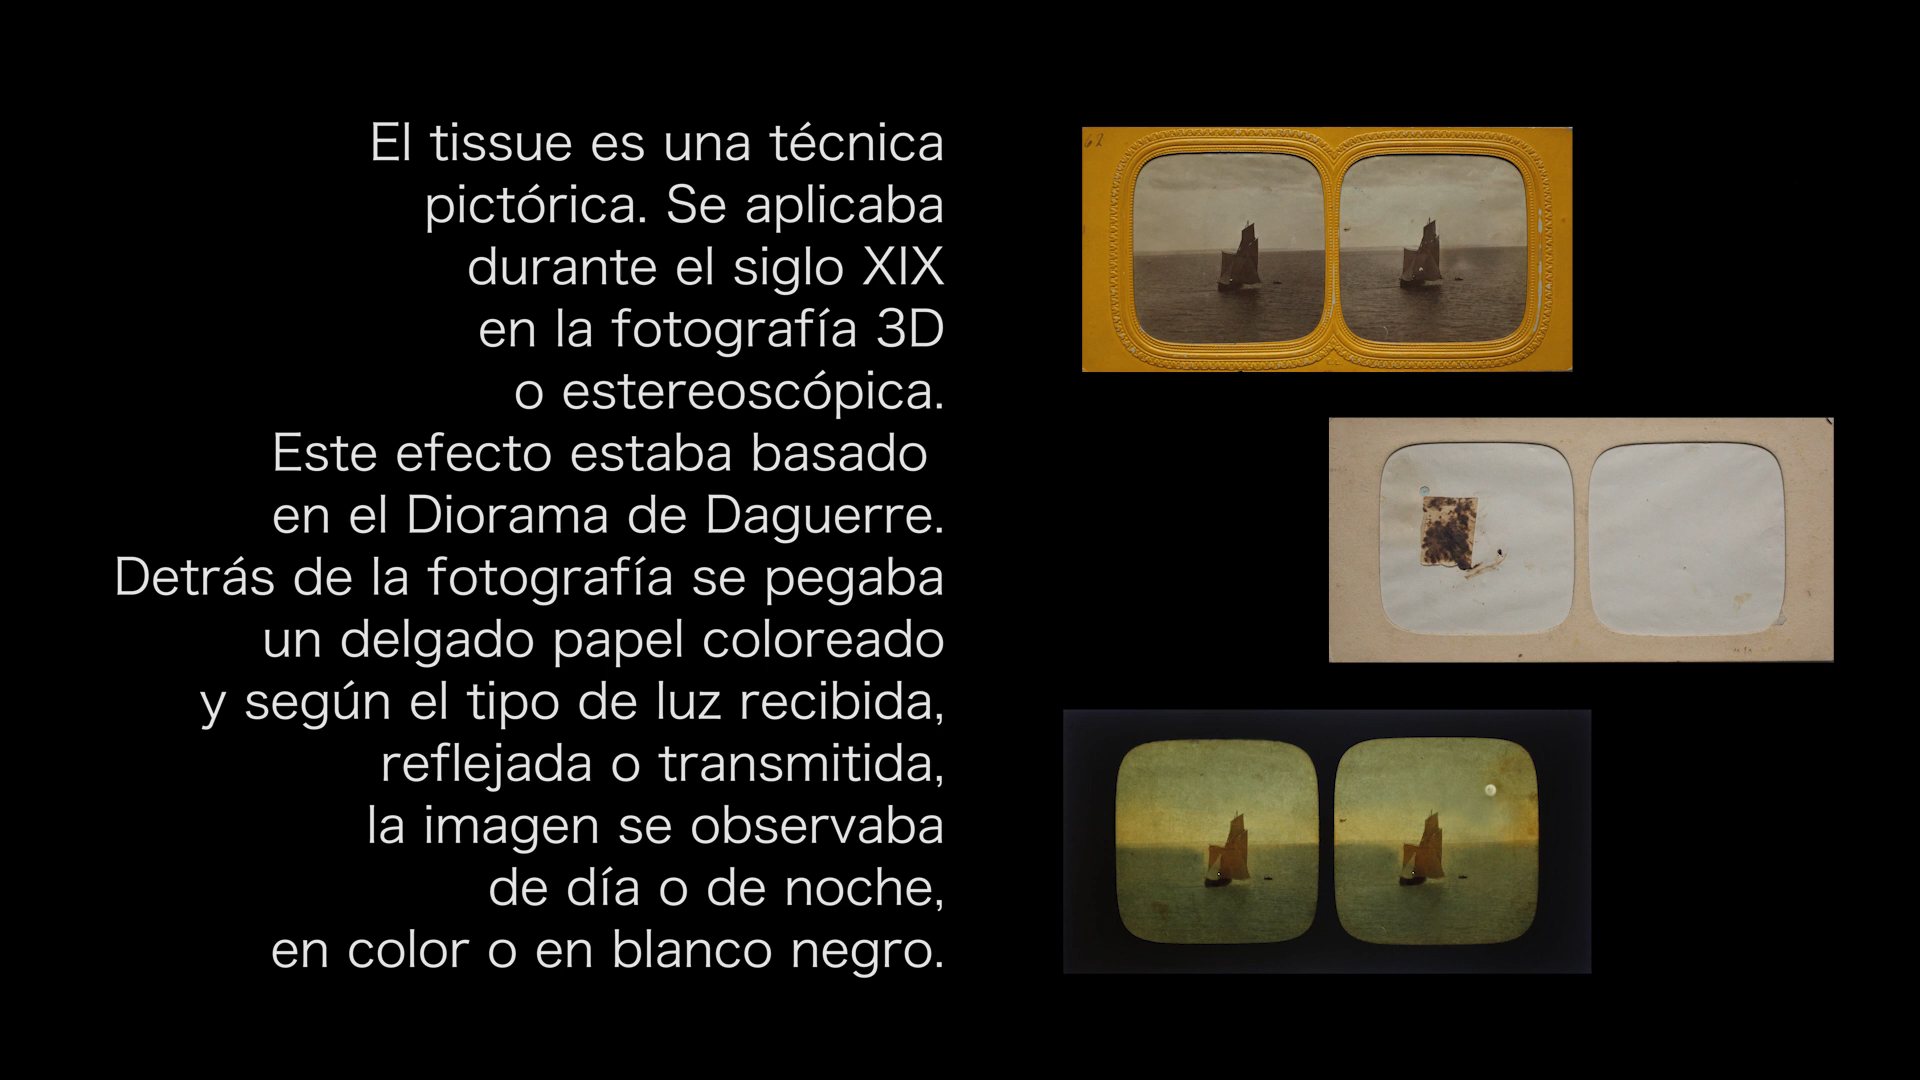 El tissue es una técnica
pictórica. Se aplicaba
durante el siglo XIX
en la fotografía 3D
o estereoscópica.
Este efecto estaba basado
en el Diorama de Daguerre.
Detrás de la fotografía se pegaba
un delgado papel coloreado
y según el tipo de luz recibida,
reflejada o transmitida,
la imagen se observaba
de día o de noche,
en color o en blanco negro.